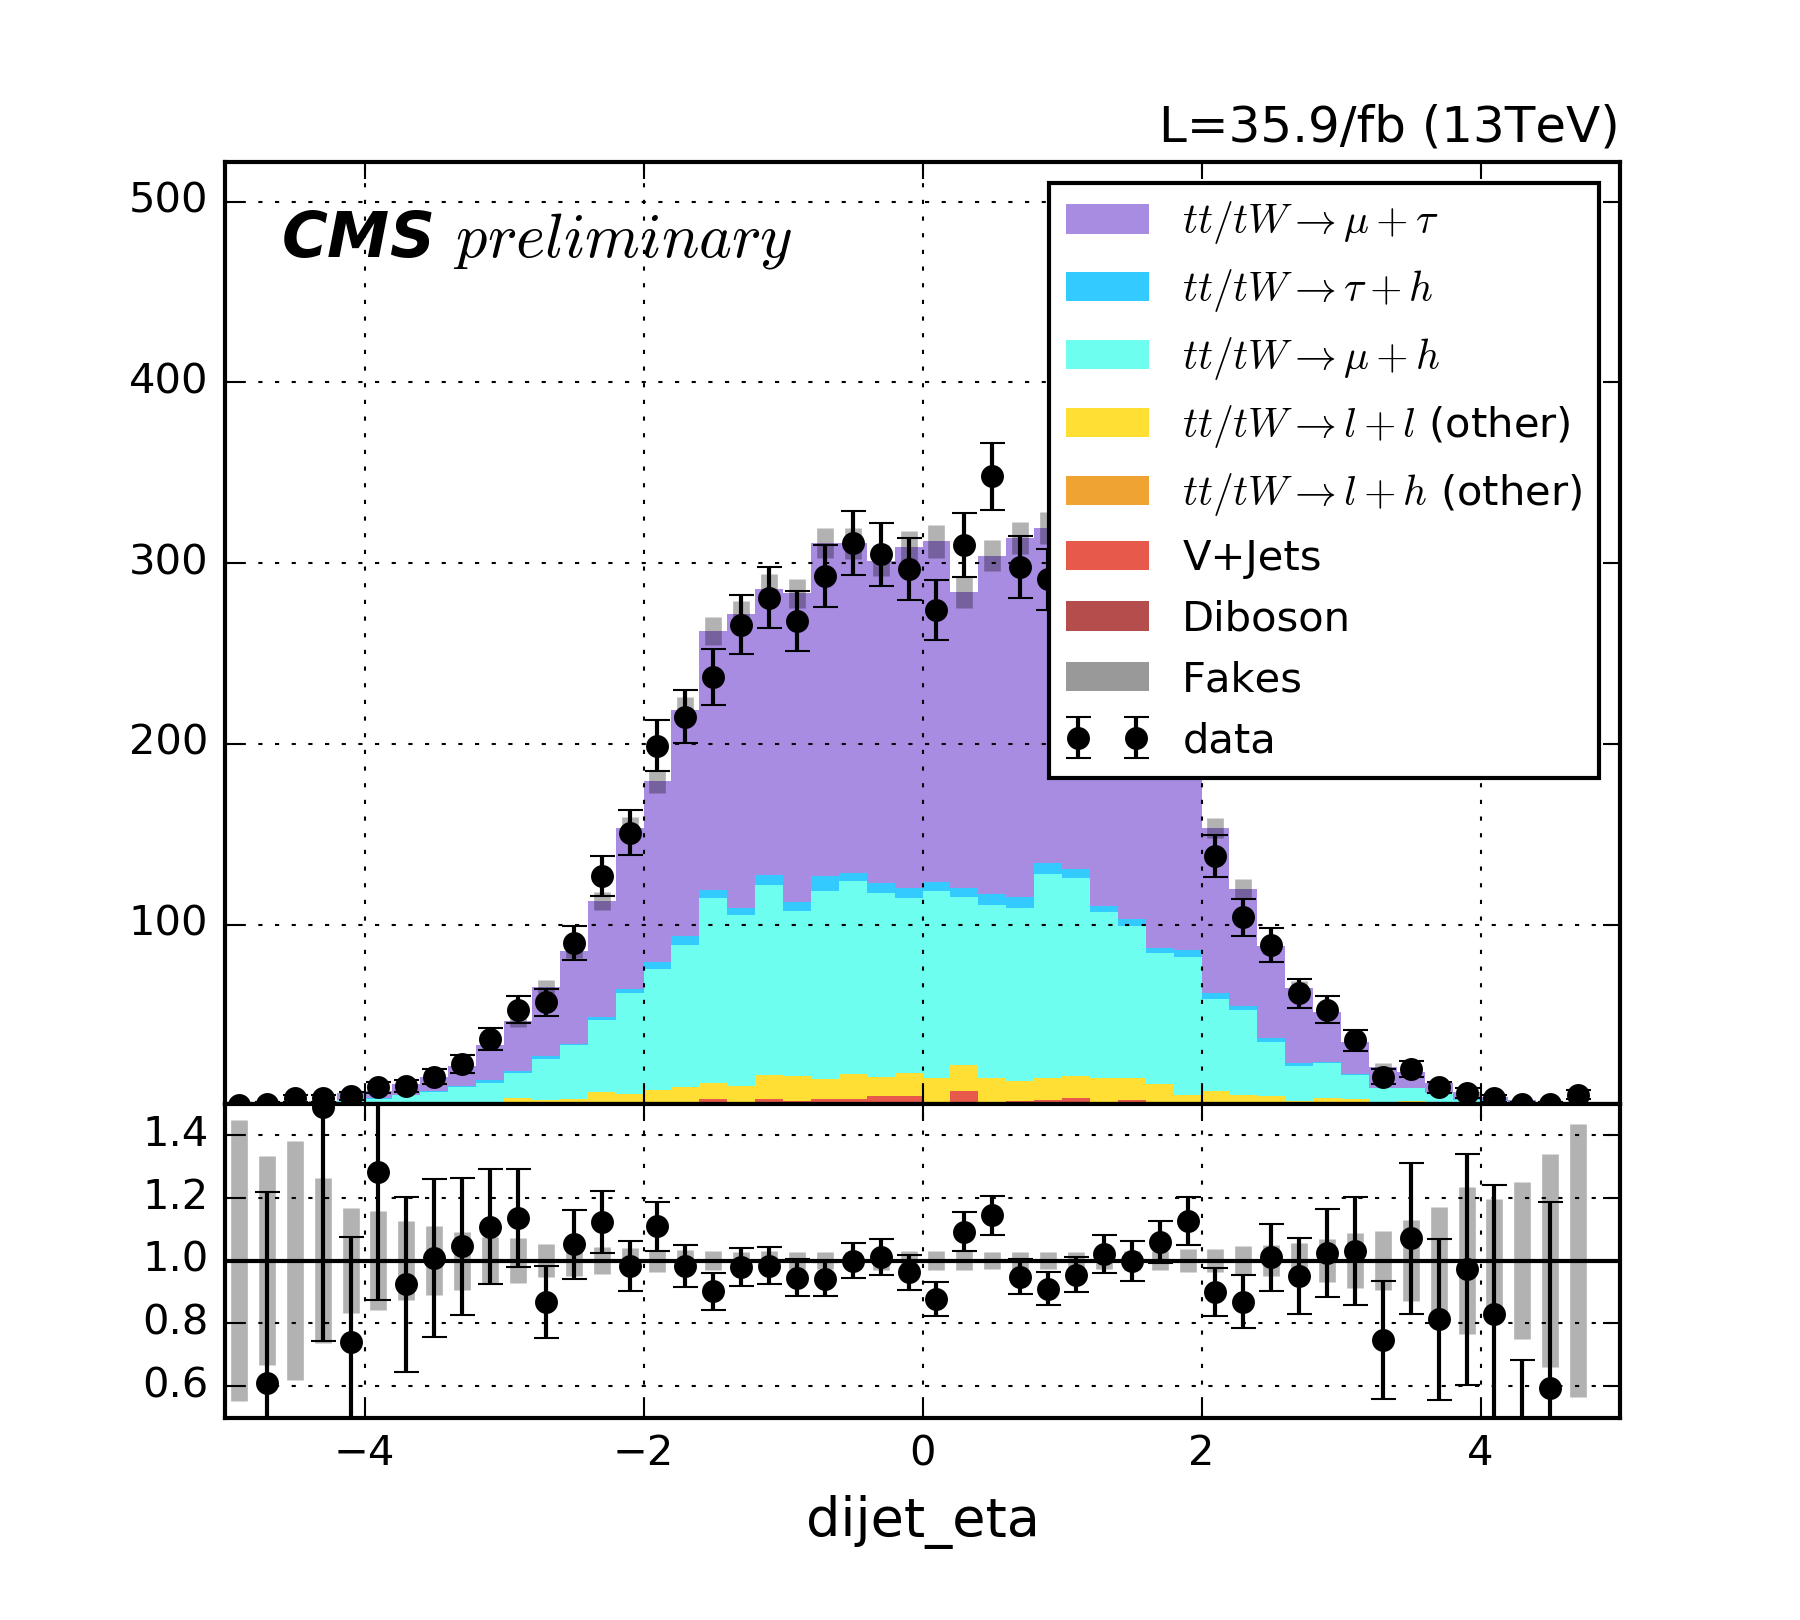 L=35.9/fb (13TeV)
CMS preliminary
500
400
300
200
100
tt/tW→μ+τ
tt/tW→τ+h
tt/tW→μ+h
tt/tW→l+l (other)
tt/tW→l+h (other)
V+Jets
Diboson
Fakes
data
1.4
1.2
1.0
0.8
0.6
−4 −2 0 2 4
dijet_eta